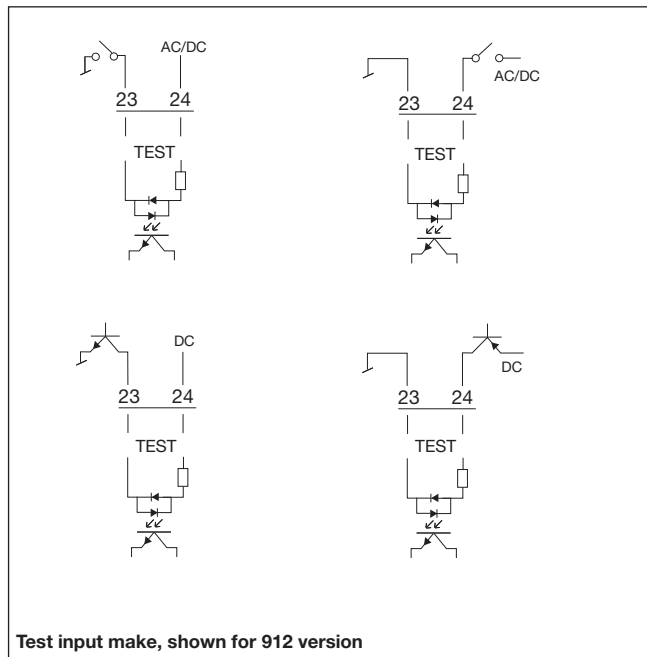 AC/DC
23 24
TEST
AC/DC
23 24
TEST
DC
23 24
TEST
DC
23 24
TEST
Test input make, shown for 912 version